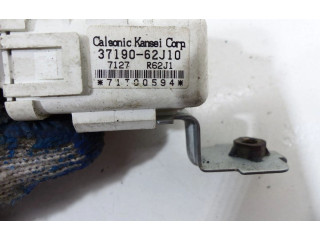 Calsonic Kansei Corp
37190-62J10
7127 R62J1
*71700594*